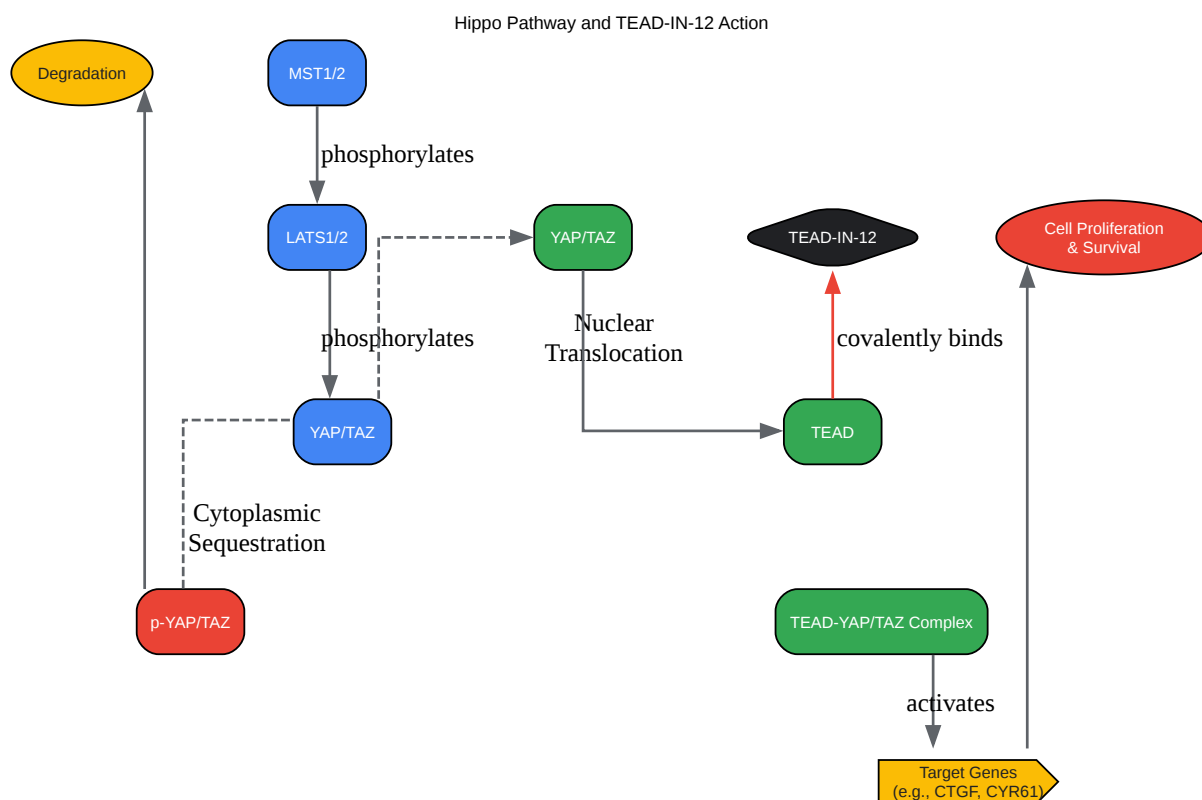 Hippo Pathway and TEAD-IN-12 Action
Degradation
MST1/2
phosphorylates
LATS1/2
YAP/TAZ
TEAD-IN-12
Cell Proliferation
& Survival
phosphorylates
Nuclear
Translocation
covalently binds
YAP/TAZ
TEAD
Cytoplasmic
Sequestration
p-YAP/TAZ
TEAD-YAP/TAZ Complex
activates
Target Genes
(e.g., CTGF, CYR61)